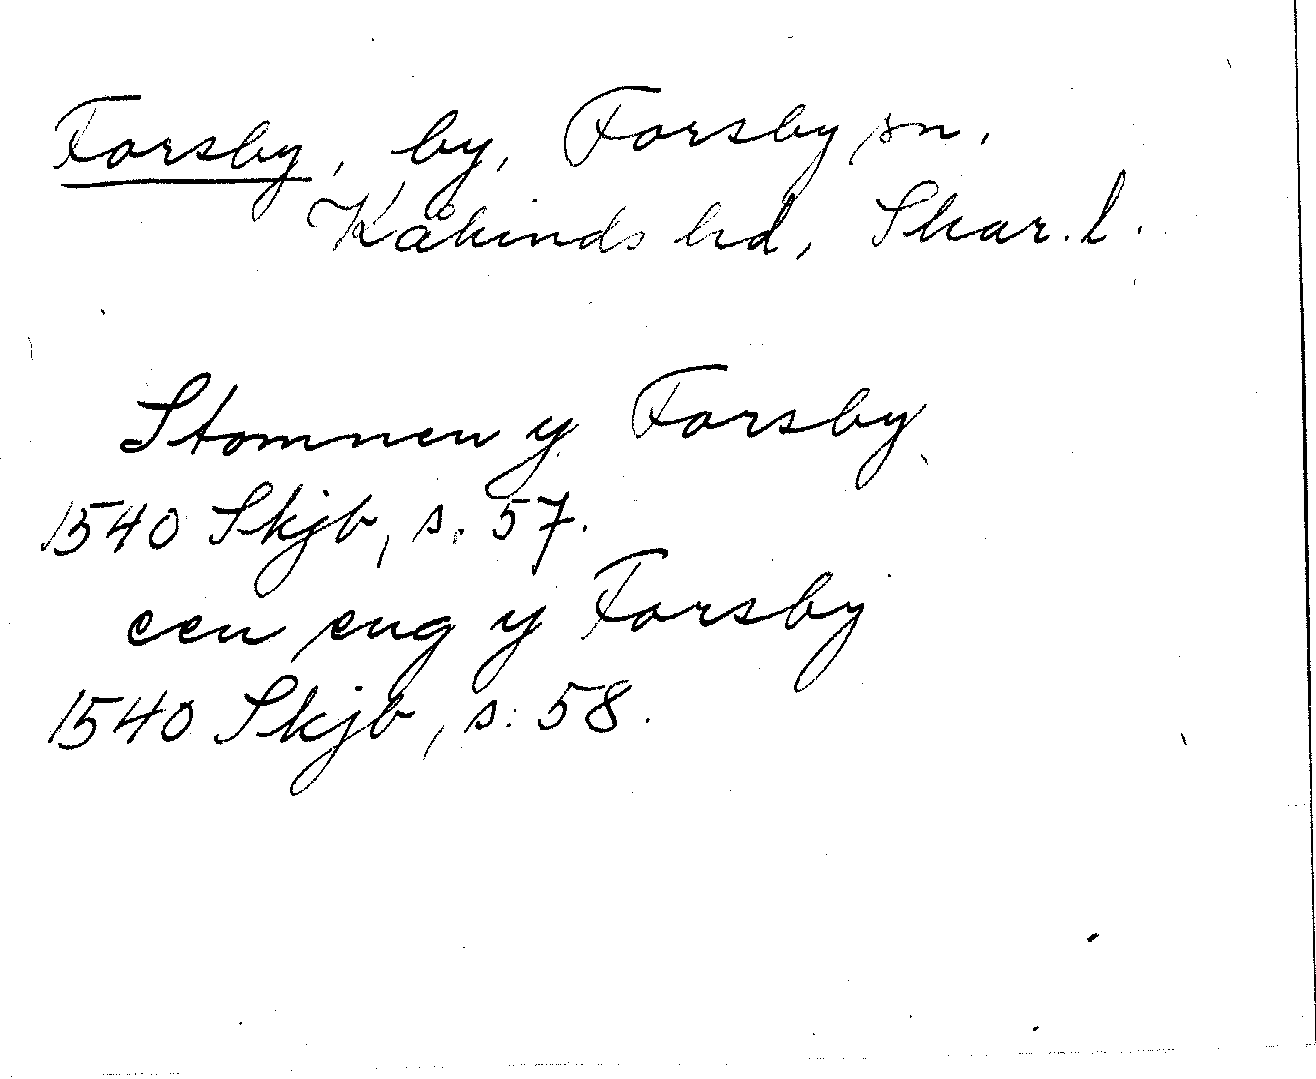 Forsby, by, Forsby sn.
Kåkinds hd, Skar. l.
Stommen y Forsby
1540 Skjb, s. 57.
een eng y Forsby
1540 Skjb, s. 58.